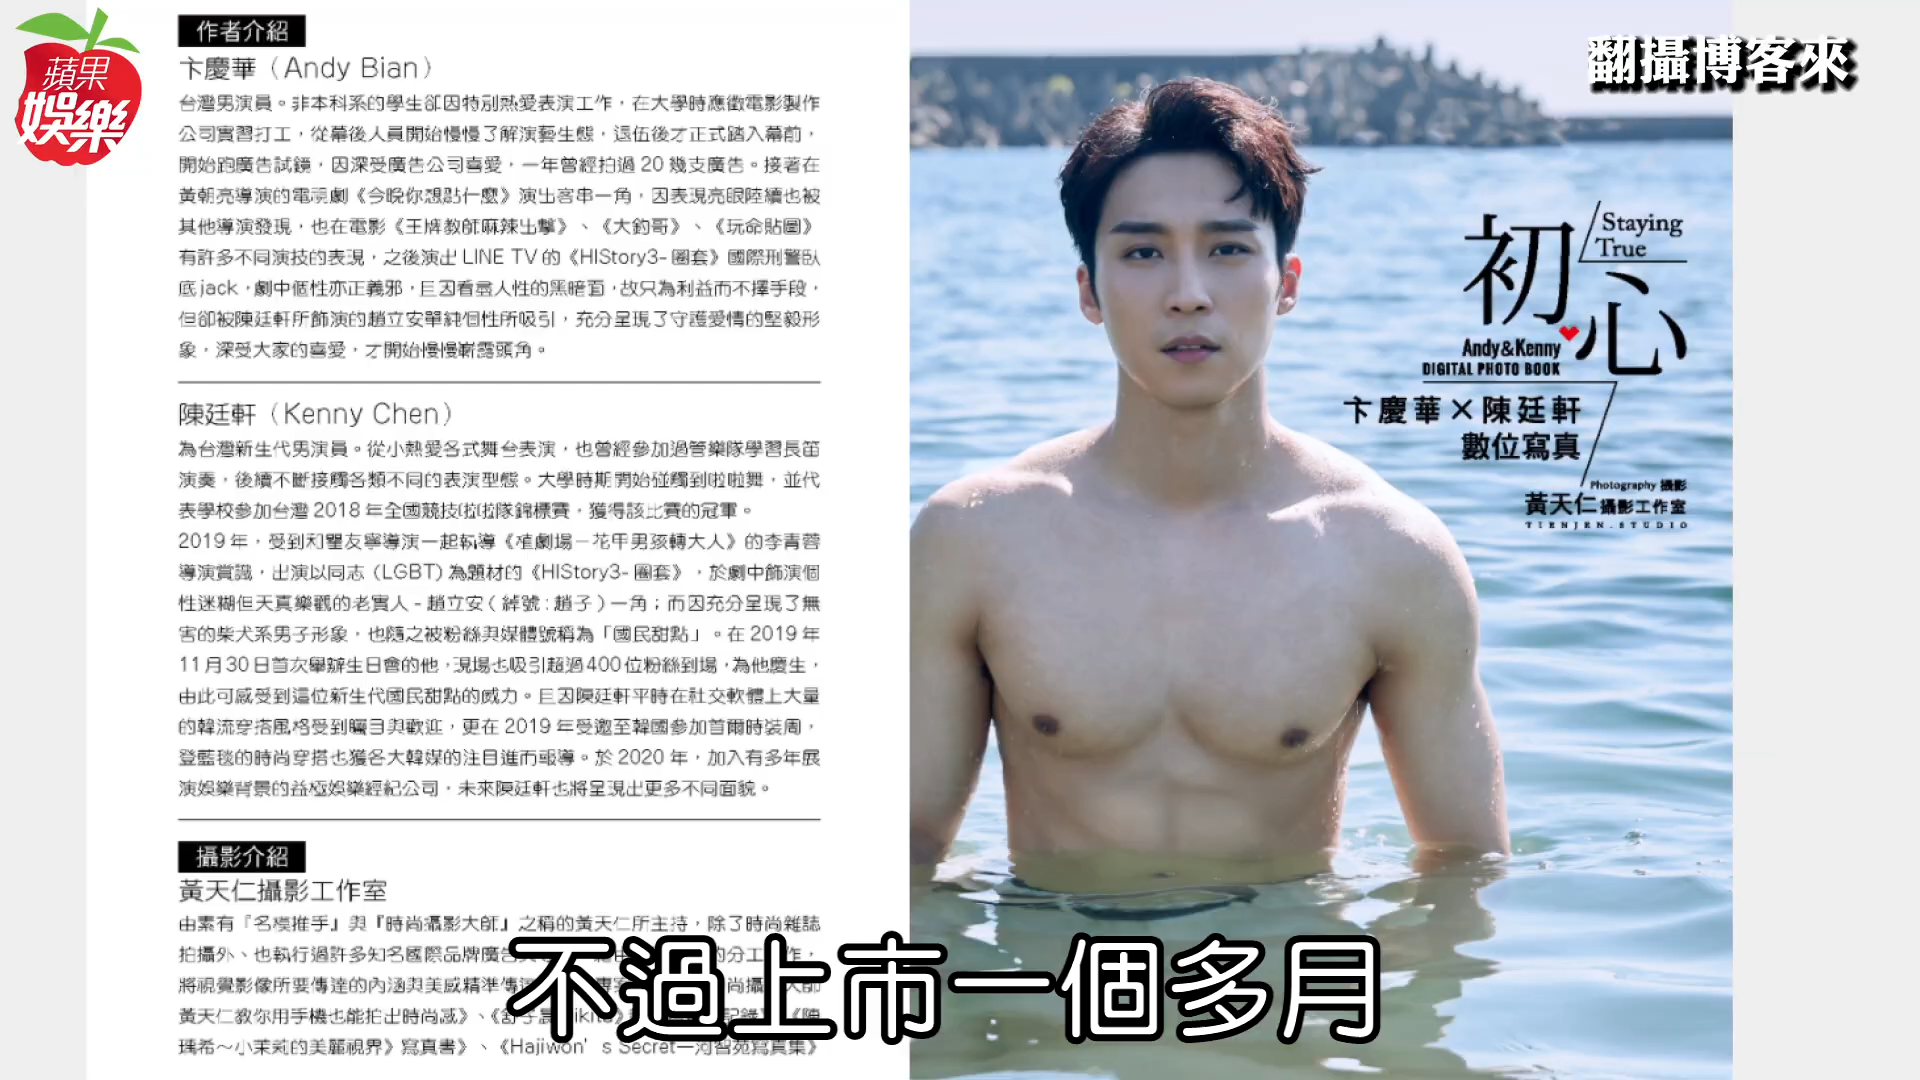 蘋果
娛樂
作者介紹
卞慶華（Andy Bian）
台灣男演員。非本科系的學生卻因特別熱愛表演工作，在大學時應徵電影製作
公司實習打工，從幕後人員開始慢慢了解演藝生態，退伍後才正式踏入幕前，
開始跑廣告試鏡，因深受廣告公司喜愛，一年曾經拍過 20 幾支廣告。接著在
黃朝亮導演的電視劇《今晚你想點什麼》演出客串一角，因表現亮眼陸續也被
其他導演發現，也在電影《王牌教師麻辣出擊》、《大釣哥》、《玩命貼圖》
有許多不同演技的表現，之後演出 LINE TV 的《HIStory3-圈套》國際刑警臥
底 jack，劇中個性亦正義邪，且因看盡人性的黑暗面，故只為利益而不擇手段，
但卻被陳廷軒所飾演的趙立安單純個性所吸引，充分呈現了守護愛情的堅毅形
象，深受大家的喜愛，才開始慢慢嶄露頭角。
陳廷軒（Kenny Chen）
為台灣新生代男演員。從小熱愛各式舞台表演，也曾經參加過管樂隊學習長笛
演奏，後續不斷接觸各類不同的表演型態。大學時期開始碰觸到啦啦舞，並代
表學校參加台灣 2018 年全國競技啦啦隊錦標賽，獲得該比賽的冠軍。
2019 年，受到和瞿友寧導演一起執導《植劇場－花甲男孩轉大人》的李青蓉
導演賞識，出演以同志 (LGBT) 為題材的《HIStory3-圈套》，於劇中飾演個
性迷糊但天真樂觀的老實人 - 趙立安 ( 綽號 : 趙子 ) 一角；而因充分呈現了無
害的柴犬系男子形象，也隨之被粉絲與媒體號稱為「國民甜點」。在 2019 年
11 月 30 日首次舉辦生日會的他，現場也吸引超過 400 位粉絲到場，為他慶生，
由此可感受到這位新生代國民甜點的威力。且因陳廷軒平時在社交軟體上大量
的韓流穿搭風格受到矚目與歡迎，更在 2019 年受邀至韓國參加首爾時裝周，
登藍毯的時尚穿搭也獲各大韓媒的注目進而報導。於 2020 年，加入有多年展
演娛樂背景的益極娛樂經紀公司，未來陳廷軒也將呈現出更多不同面貌。
攝影介紹
黃天仁攝影工作室
由素有『名模推手』與『時尚攝影大師』之稱的黃天仁所主持，除了時尚雜誌
拍攝外、也執行過許多知名國際品牌廣告
的分工
作，
將視覺影像所要傳達的內涵與美感精準傳
尚攝
大師
黃天仁教你用手機也能拍出時尚感》、《舒子晨
記錄》、《陳
瑀希～小茉莉的美麗視界》寫真書》、《Hajiwon's Secret—河智苑寫真集》
翻攝博客來
初心
Staying
True
Andy&Kenny
DIGITAL PHOTO BOOK
卞慶華×陳廷軒
數位寫真
Photography 攝影
黃天仁攝影工作室
TIENJEN.STUDIO
不過上市一個多月